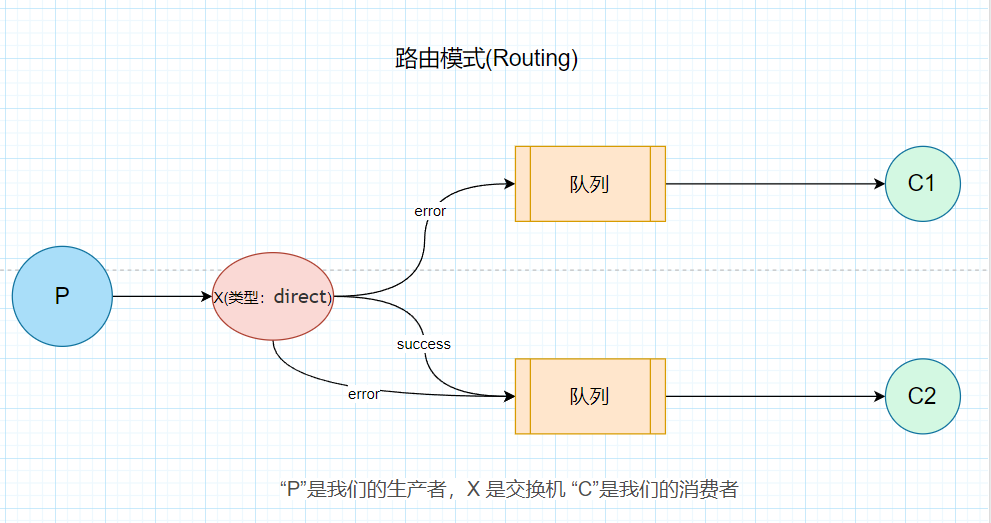 路由模式(Routing)
队列
C1
error
P
X(类型：direct)
success
error
队列
C2
“P”是我们的生产者，X 是交换机 “C”是我们的消费者